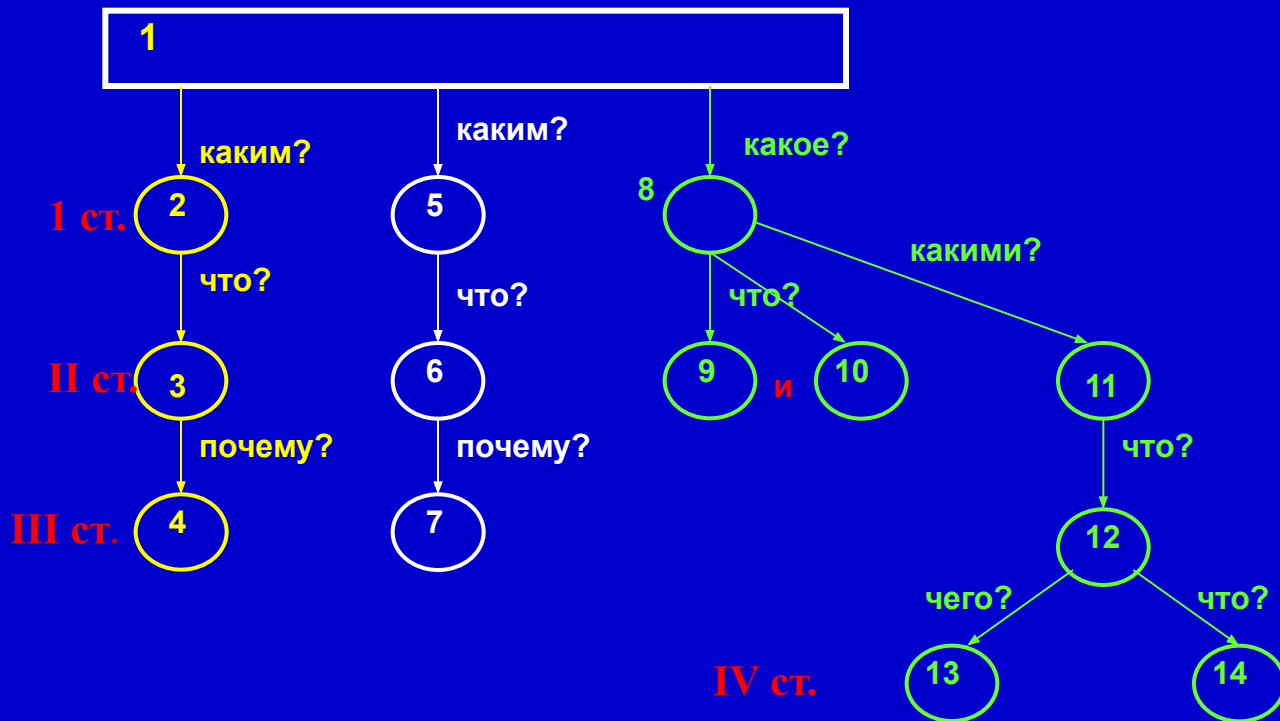 1
каким?
каким?
какое?
1 ст.
2
5
8
что?
что?
что?
какими?
II ст.
3
6
9
и
10
11
почему?
почему?
что?
III ст.
4
7
12
чего?
что?
IV ст.
13
14